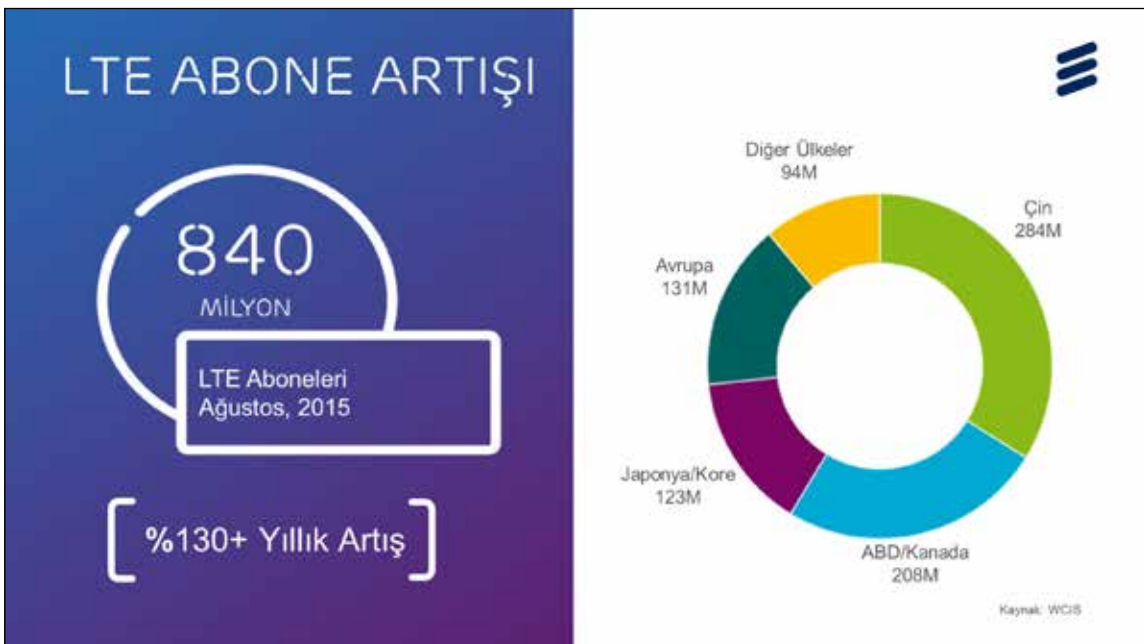 LTE ABONE ARTIŞI
840
MİLYON
LTE Aboneleri
Ağustos, 2015
%130+ Yıllık Artış
Diğer Ülkeler
94M
Çin
284M
Avrupa
131M
Japonya/Kore
123M
ABD/Kanada
208M
Kaynak: WCIS